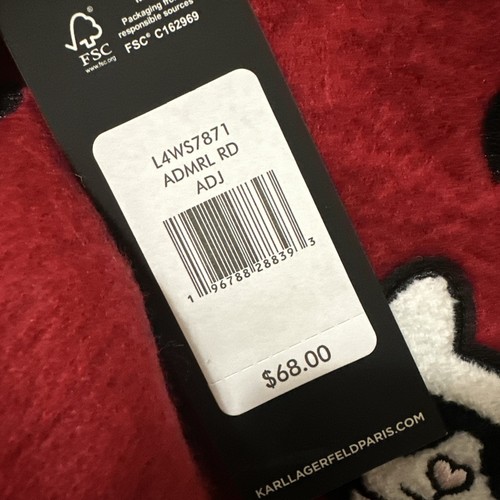 Packaging from
responsible sources
FSC® C162969
FSC
www.fsc.org
L4WS7871
ADMRL RD
ADJ
1 96788 28839 3
$68.00
KARLLAGERFELDPARIS.COM